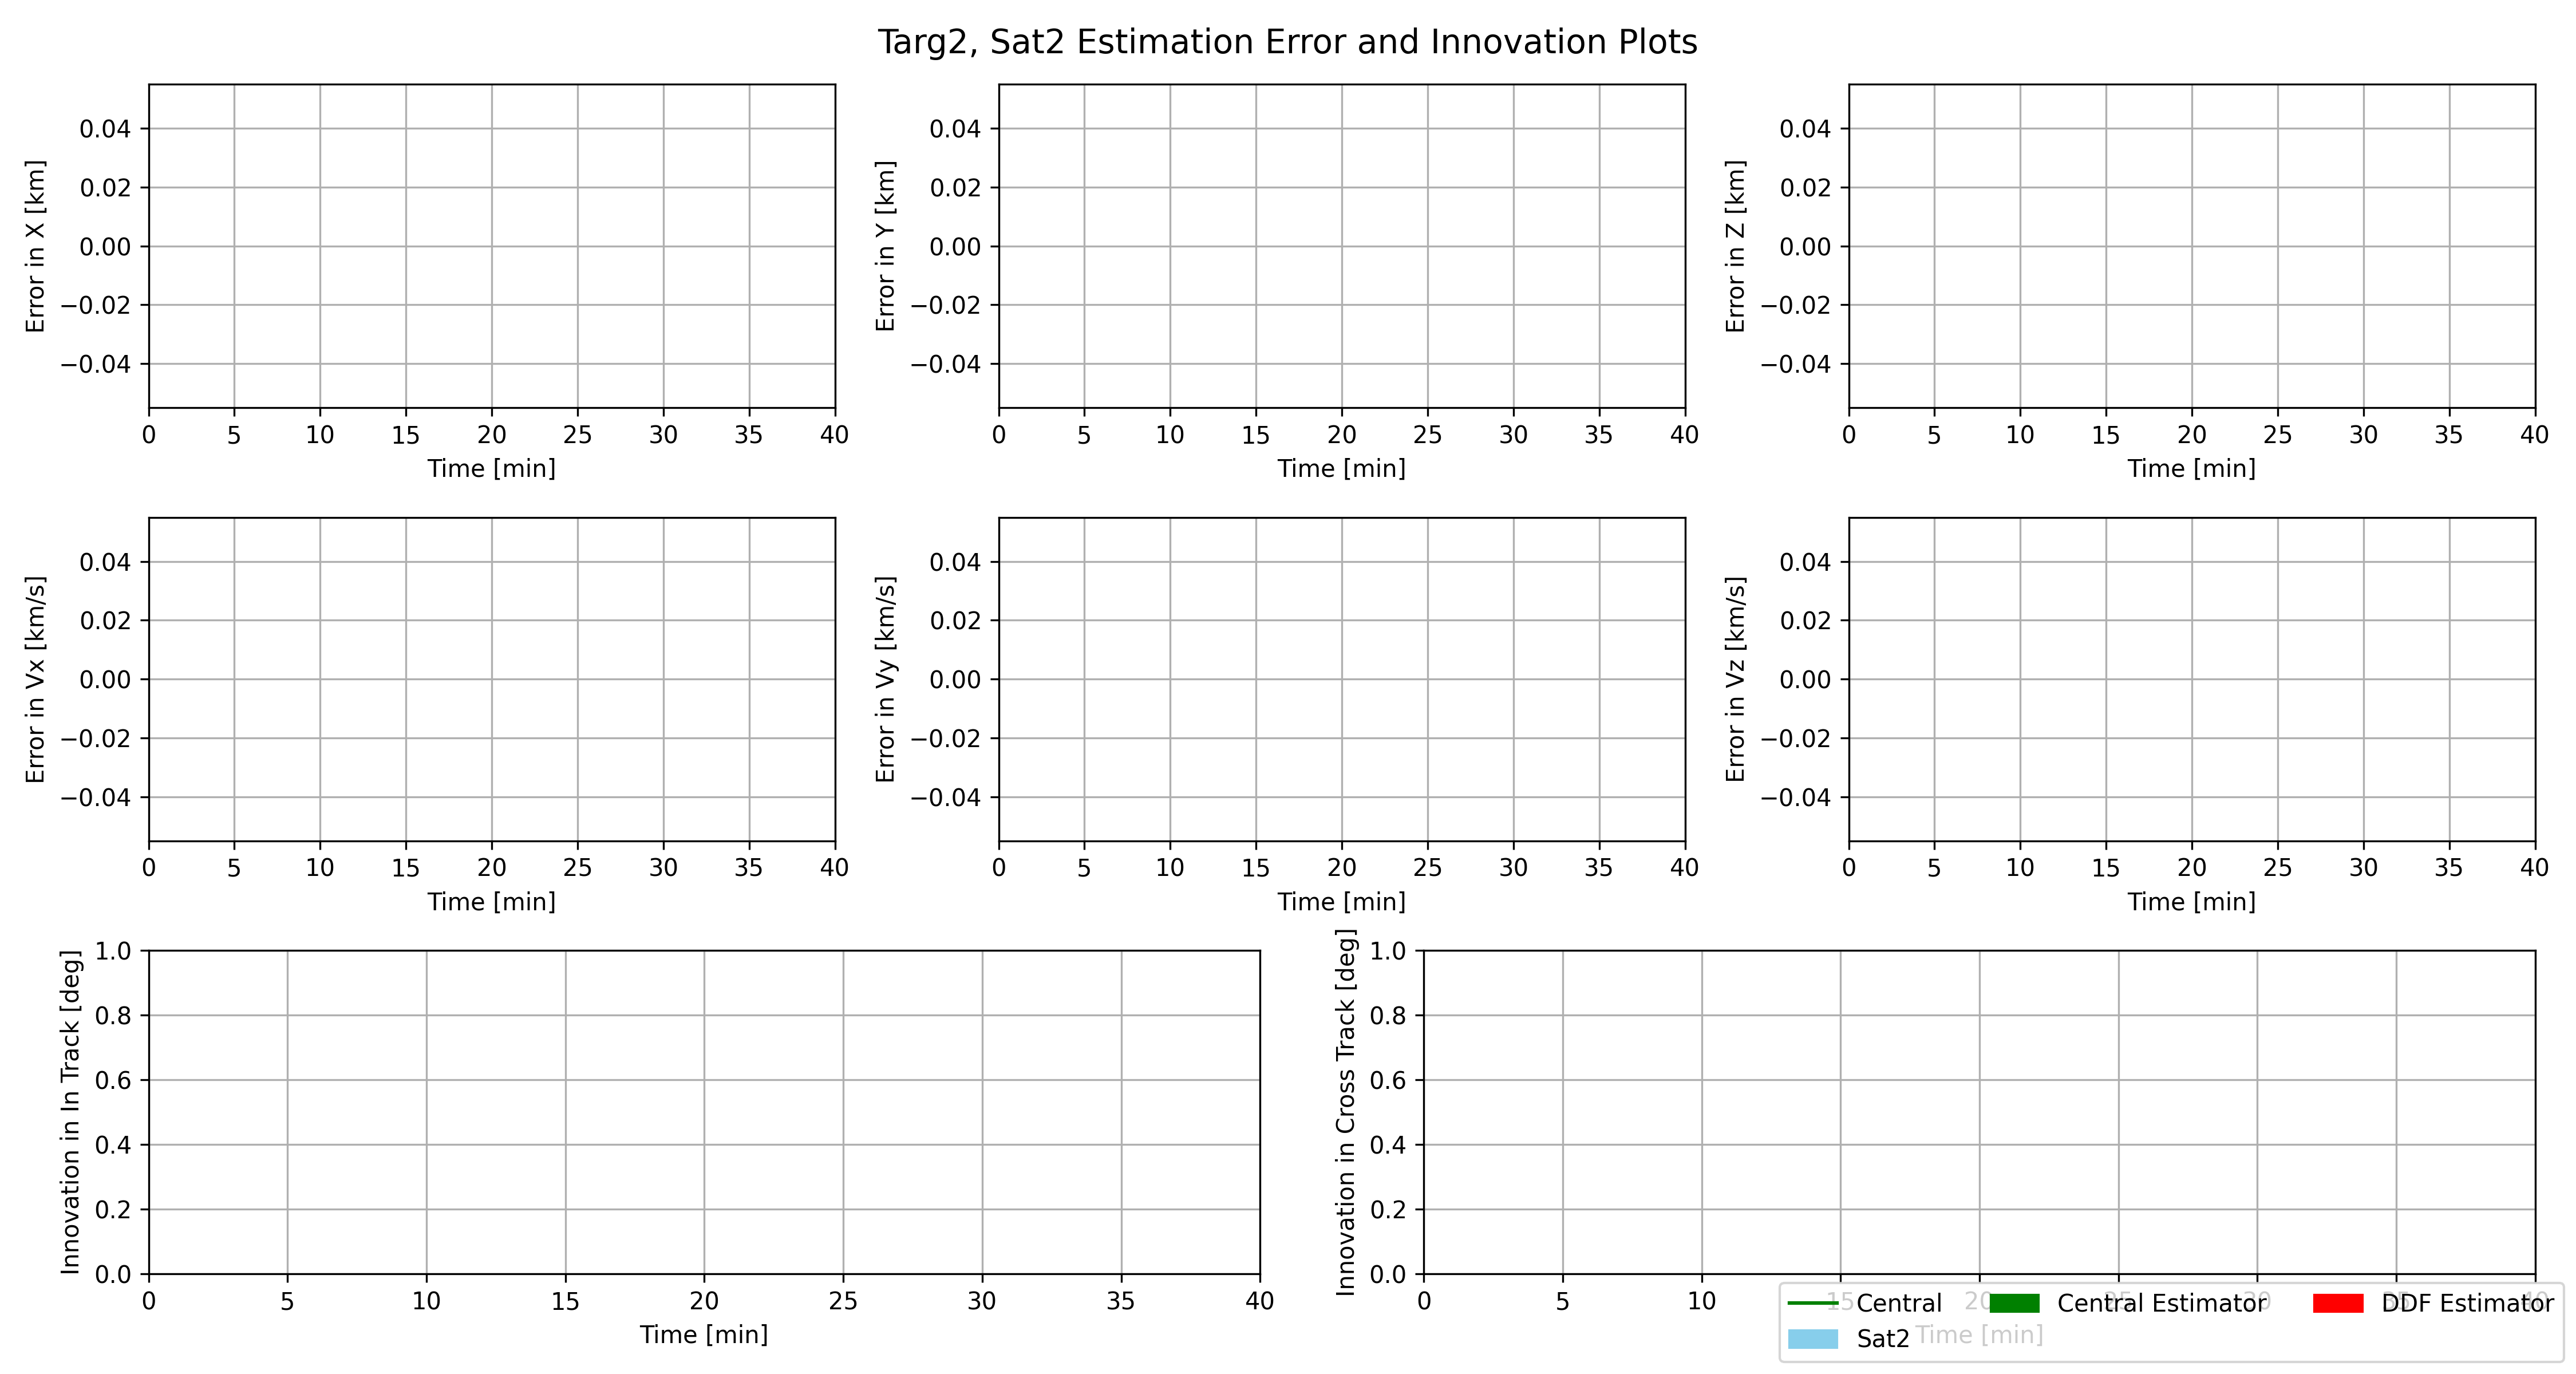 Targ2, Sat2 Estimation Error and Innovation Plots
Error in X [km]
0.04
0.02
0.00
−0.02
−0.04
0 5 10 15 20 25 30 35 40
Time [min]
Error in Y [km]
0.04
0.02
0.00
−0.02
−0.04
0 5 10 15 20 25 30 35 40
Time [min]
Error in Z [km]
0.04
0.02
0.00
−0.02
−0.04
0 5 10 15 20 25 30 35 40
Time [min]
Error in Vx [km/s]
0.04
0.02
0.00
−0.02
−0.04
0 5 10 15 20 25 30 35 40
Time [min]
Error in Vy [km/s]
0.04
0.02
0.00
−0.02
−0.04
0 5 10 15 20 25 30 35 40
Time [min]
Error in Vz [km/s]
0.04
0.02
0.00
−0.02
−0.04
0 5 10 15 20 25 30 35 40
Time [min]
Innovation in In Track [deg]
1.0
0.8
0.6
0.4
0.2
0.0
0 5 10 15 20 25 30 35 40
Time [min]
Innovation in Cross Track [deg]
1.0
0.8
0.6
0.4
0.2
0.0
0 5 10 15 20 25 30 35 40
Time [min]
Central
Sat2
Central Estimator
DDF Estimator